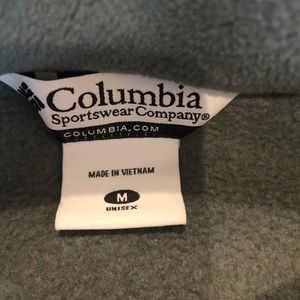 Columbia
Sportswear Company®
COLUMBIA.COM
MADE IN VIETNAM
M
UNISEX